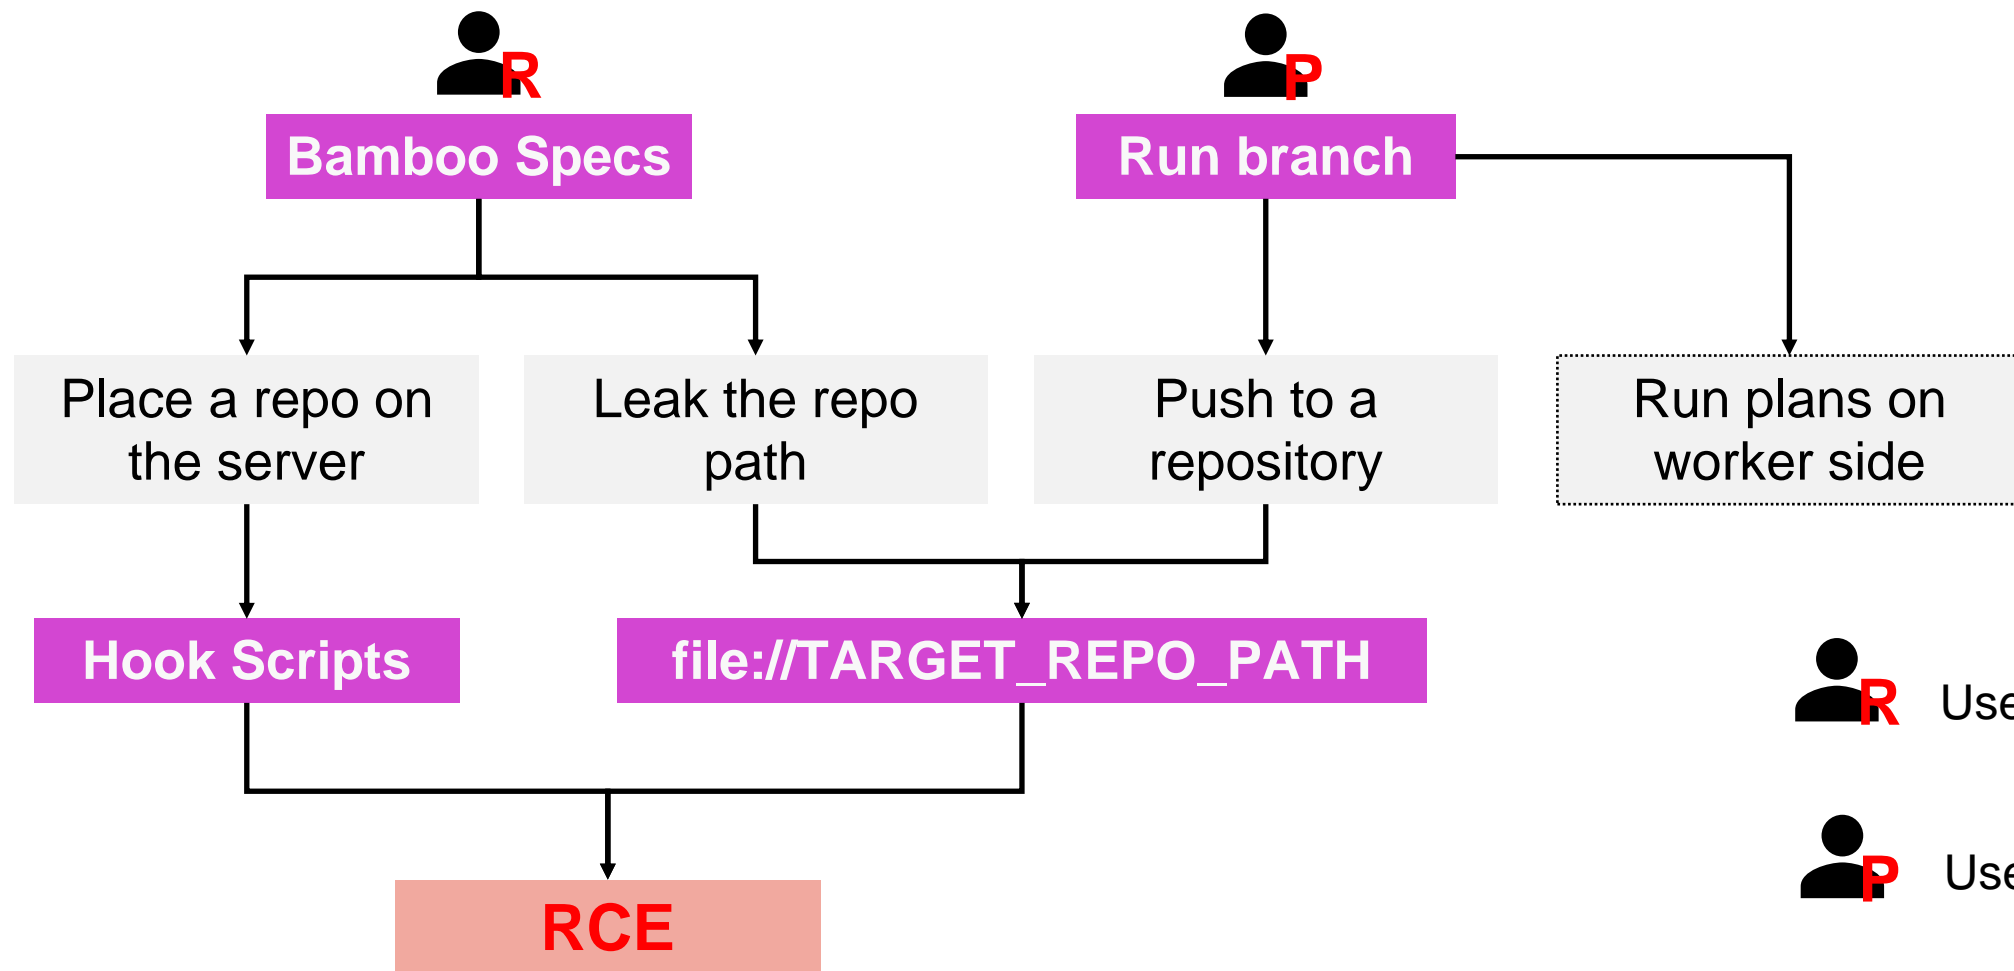 R
P
Bamboo Specs
Run branch
Place a repo on
the server
Leak the repo
path
Push to a
repository
Run plans on
worker side
Hook Scripts
file://TARGET_REPO_PATH
R
P
RCE